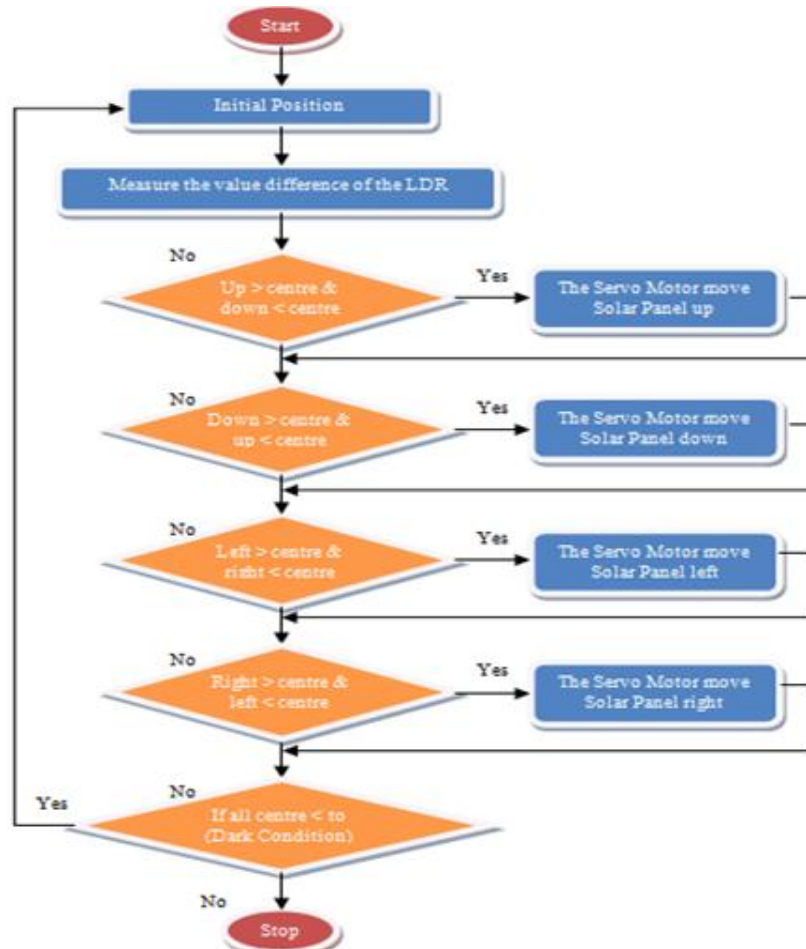 Start
Initial Position
Measure the value difference of the LDR
No
Up > centre &
down < centre
Yes
The Servo Motor move
Solar Panel up
No
Down > centre &
up < centre
Yes
The Servo Motor move
Solar Panel down
No
Left > centre &
right < centre
Yes
The Servo Motor move
Solar Panel left
No
Right > centre &
left < centre
Yes
The Servo Motor move
Solar Panel right
Yes
No
If all centre < to
(Dark Condition)
No
Stop